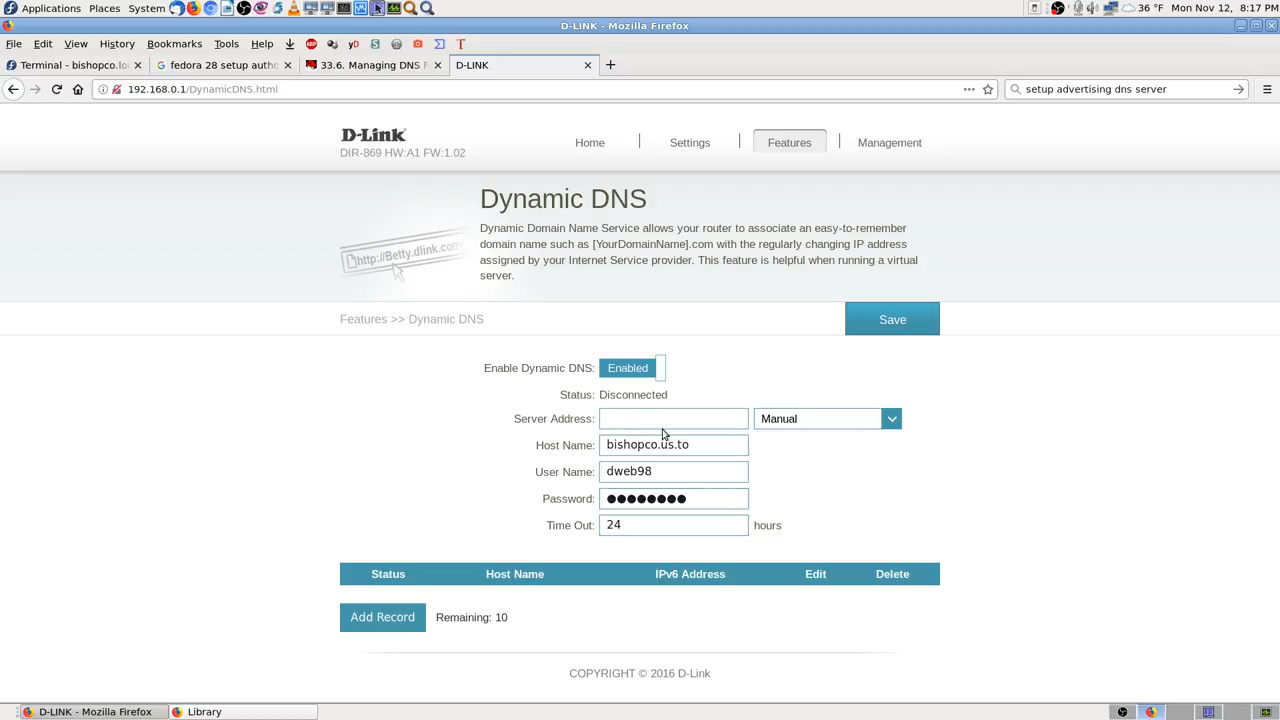 Applications Places System 36 °F Mon Nov 12, 8:17 PM
D-LINK - Mozilla Firefox
File Edit View History Bookmarks Tools Help
Terminal - bishopco.lo fedora 28 setup autho 33.6. Managing DNS F D-LINK
192.168.0.1/DynamicDNS.html setup advertising dns server
D-Link
DIR-869 HW:A1 FW:1.02
Home Settings Features Management
Dynamic DNS
Dynamic Domain Name Service allows your router to associate an easy-to-remember
domain name such as [YourDomainName].com with the regularly changing IP address
assigned by your Internet Service provider. This feature is helpful when running a virtual
server.
http://Betty.dlink.com
Features >> Dynamic DNS Save
Enable Dynamic DNS: Enabled
Status: Disconnected
Server Address: Manual
Host Name: bishopco.us.to
User Name: dweb98
Password: ●●●●●●●●
Time Out: 24 hours
Status Host Name IPv6 Address Edit Delete
Add Record Remaining: 10
COPYRIGHT © 2016 D-Link
D-LINK - Mozilla Firefox Library